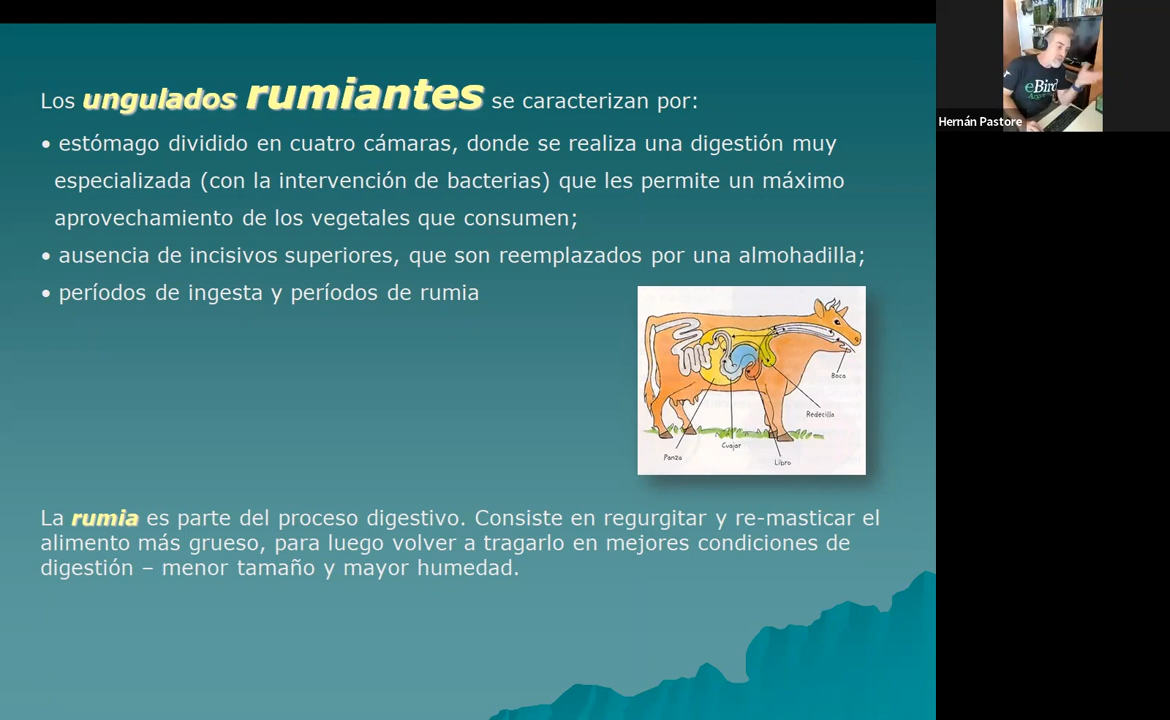 Los ungulados rumiantes se caracterizan por:
• estómago dividido en cuatro cámaras, donde se realiza una digestión muy
especializada (con la intervención de bacterias) que les permite un máximo
aprovechamiento de los vegetales que consumen;
• ausencia de incisivos superiores, que son reemplazados por una almohadilla;
• períodos de ingesta y períodos de rumia
Boca
Redecilla
Cuajar
Panza
Libro
La rumia es parte del proceso digestivo. Consiste en regurgitar y re-masticar el
alimento más grueso, para luego volver a tragarlo en mejores condiciones de
digestión – menor tamaño y mayor humedad.
eBird
Hernán Pastore